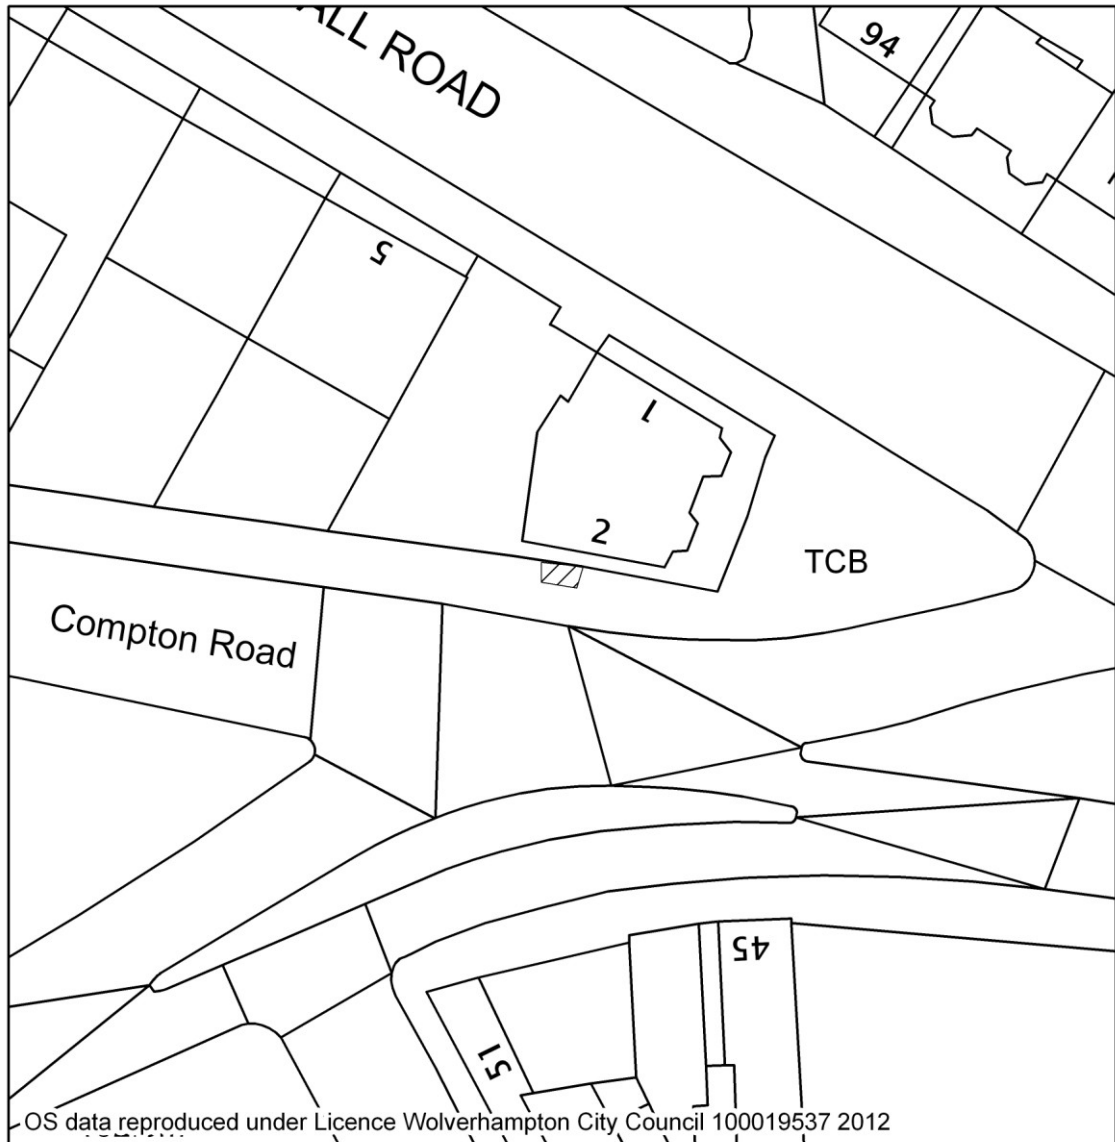 ALL ROAD
94
5
1
2
TCB
Compton Road
45
51
OS data reproduced under Licence Wolverhampton City Council 100019537 2012